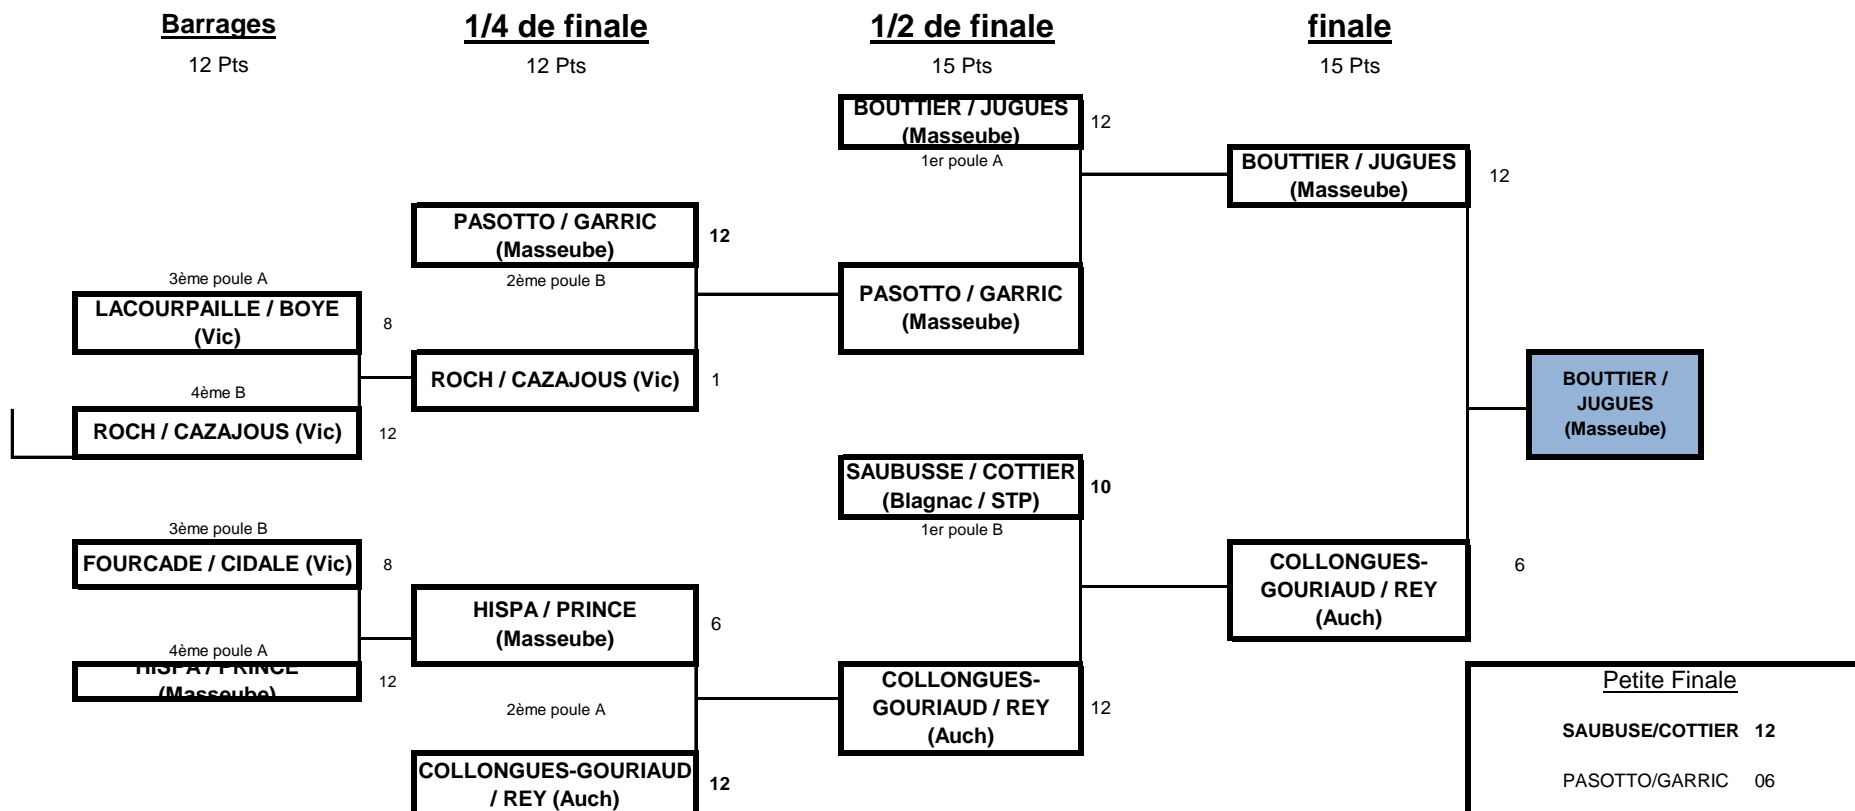 Barrages
12 Pts
1/4 de finale
12 Pts
1/2 de finale
15 Pts
finale
15 Pts
3ème poule A
LACOURPAILLE / BOYE
(Vic)
8
4ème B
ROCH / CAZAJOUS (Vic)
12
3ème poule B
FOURCADE / CIDALE (Vic)
8
4ème poule A
HISPA / PRINCE
(Masseube)
12
PASOTTO / GARRIC
(Masseube)
12
2ème poule B
ROCH / CAZAJOUS (Vic)
1
HISPA / PRINCE
(Masseube)
6
2ème poule A
COLLONGUES-GOURIAUD
/ REY (Auch)
12
BOUTTIER / JUGUES
(Masseube)
12
1er poule A
PASOTTO / GARRIC
(Masseube)
SAUBUSSE / COTTIER
(Blagnac / STP)
10
1er poule B
COLLONGUES-
GOURIAUD / REY
(Auch)
12
BOUTTIER / JUGUES
(Masseube)
12
COLLONGUES-
GOURIAUD / REY
(Auch)
6
BOUTTIER /
JUGUES
(Masseube)
Petite Finale
SAUBUSE/COTTIER 12
PASOTTO/GARRIC 06